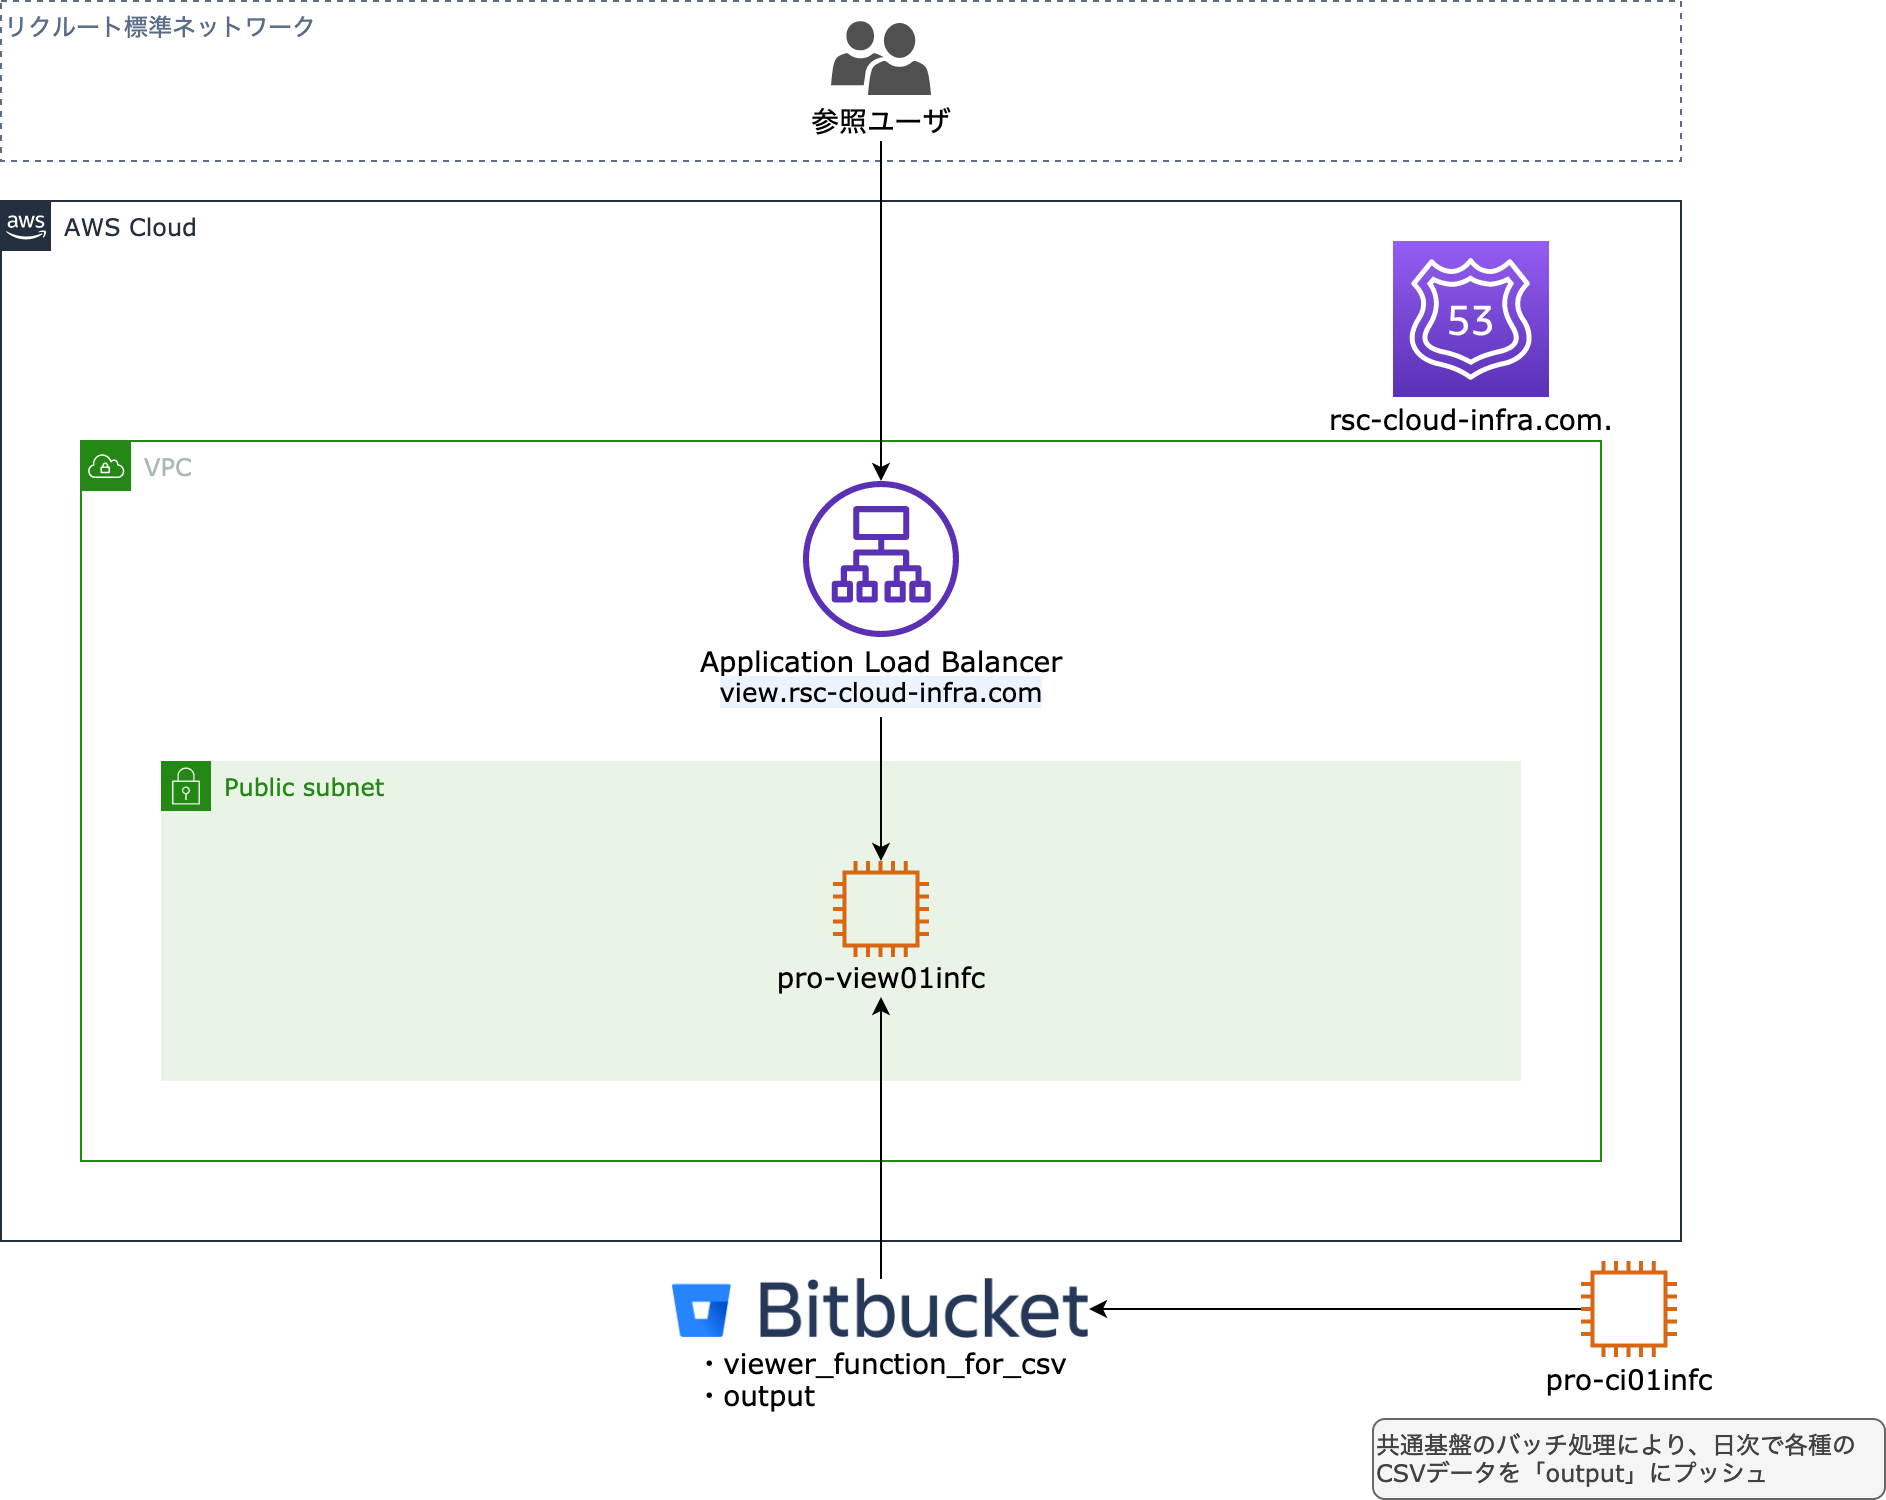 リクルート標準ネットワーク
参照ユーザ
aws
AWS Cloud
53
rsc-cloud-infra.com.
VPC
Application Load Balancer
view.rsc-cloud-infra.com
Public subnet
pro-view01infc
Bitbucket
・viewer_function_for_csv
・output
pro-ci01infc
共通基盤のバッチ処理により、日次で各種の
CSVデータを「output」にプッシュ